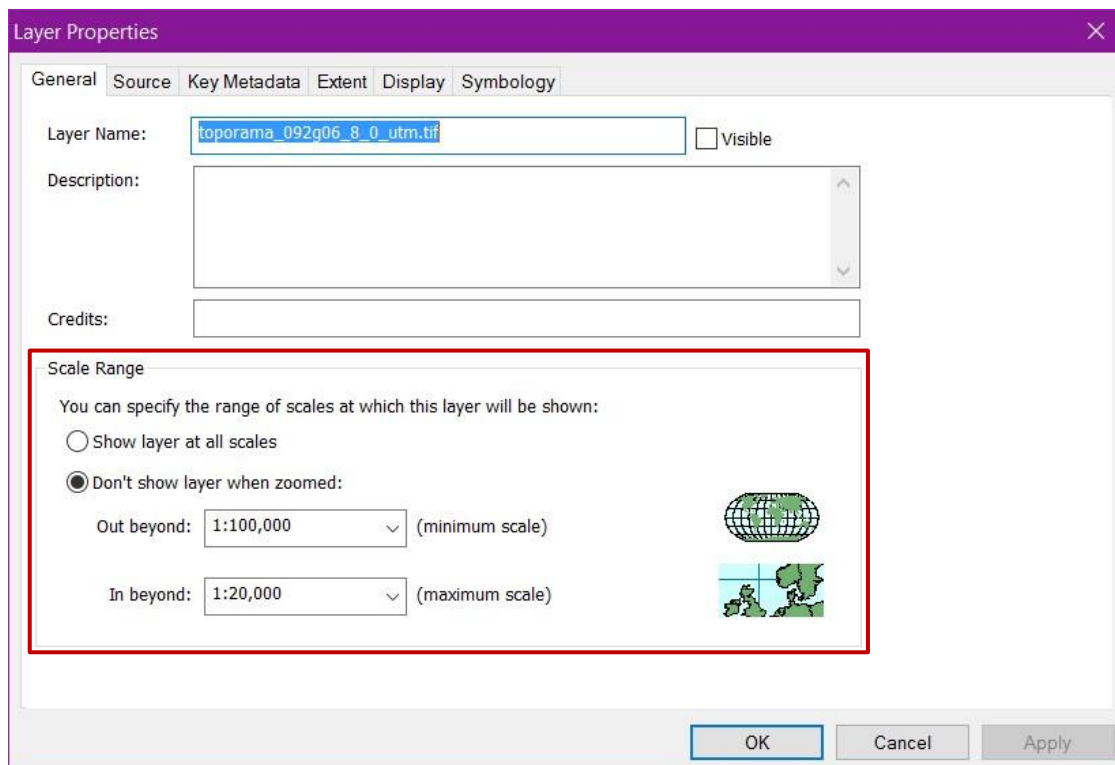 Layer Properties
General Source Key Metadata Extent Display Symbology
Layer Name: toporama_092g06_8_0_utm.tif Visible
Description:
Credits:
Scale Range
You can specify the range of scales at which this layer will be shown:
Show layer at all scales
Don't show layer when zoomed:
Out beyond: 1:100,000 (minimum scale)
In beyond: 1:20,000 (maximum scale)
OK Cancel Apply